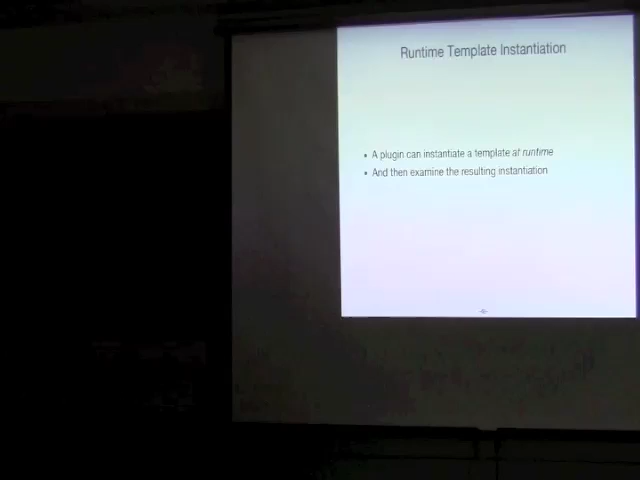 Runtime Template Instantiation
• A plugin can instantiate a template at runtime
• And then examine the resulting instantiation